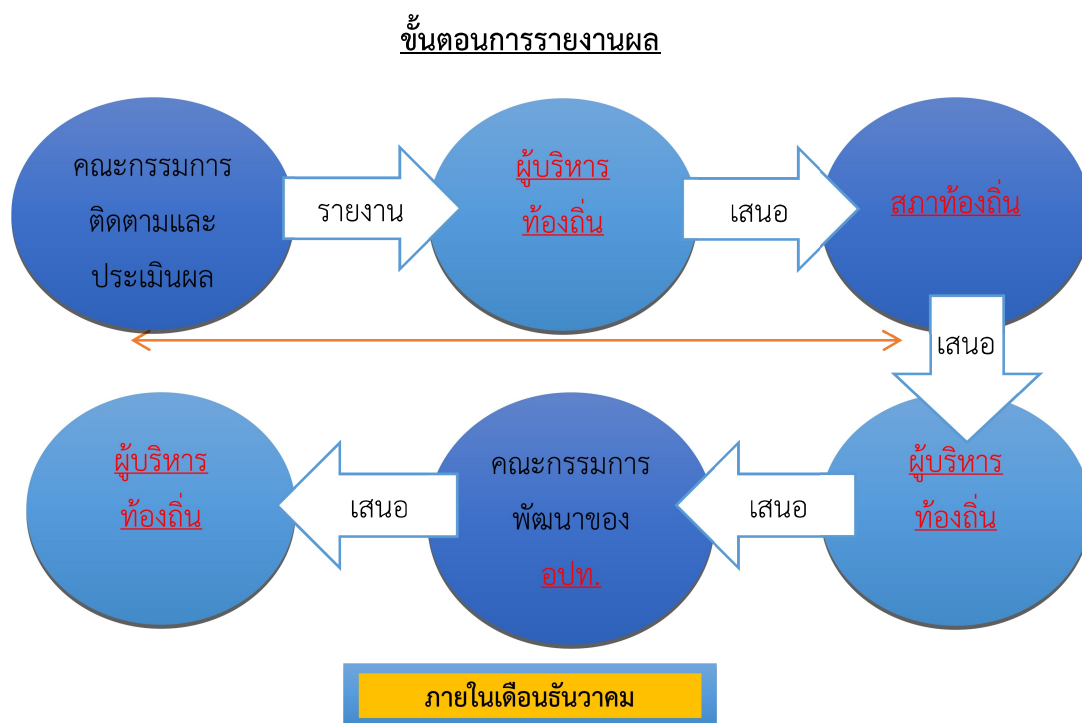 ขั้นตอนการรายงานผล
คณะกรรมการ
ติดตามและ
ประเมินผล
รายงาน
ผู้บริหาร
ท้องถิ่น
เสนอ
สภาท้องถิ่น
เสนอ
ผู้บริหาร
ท้องถิ่น
เสนอ
คณะกรรมการ
พัฒนาของ
อปท.
เสนอ
ผู้บริหาร
ท้องถิ่น
ภายในเดือนธันวาคม